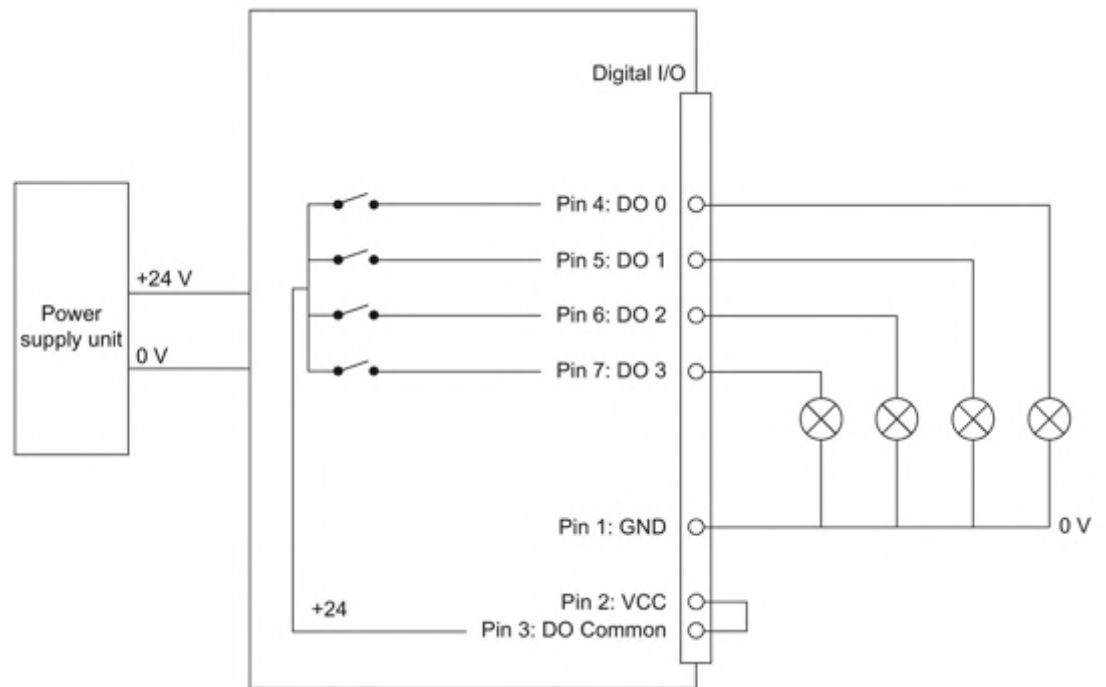 Digital I/O
Pin 4: DO 0
Pin 5: DO 1
+24 V
Power
supply unit
Pin 6: DO 2
0 V
Pin 7: DO 3
Pin 1: GND
0 V
Pin 2: VCC
+24
Pin 3: DO Common